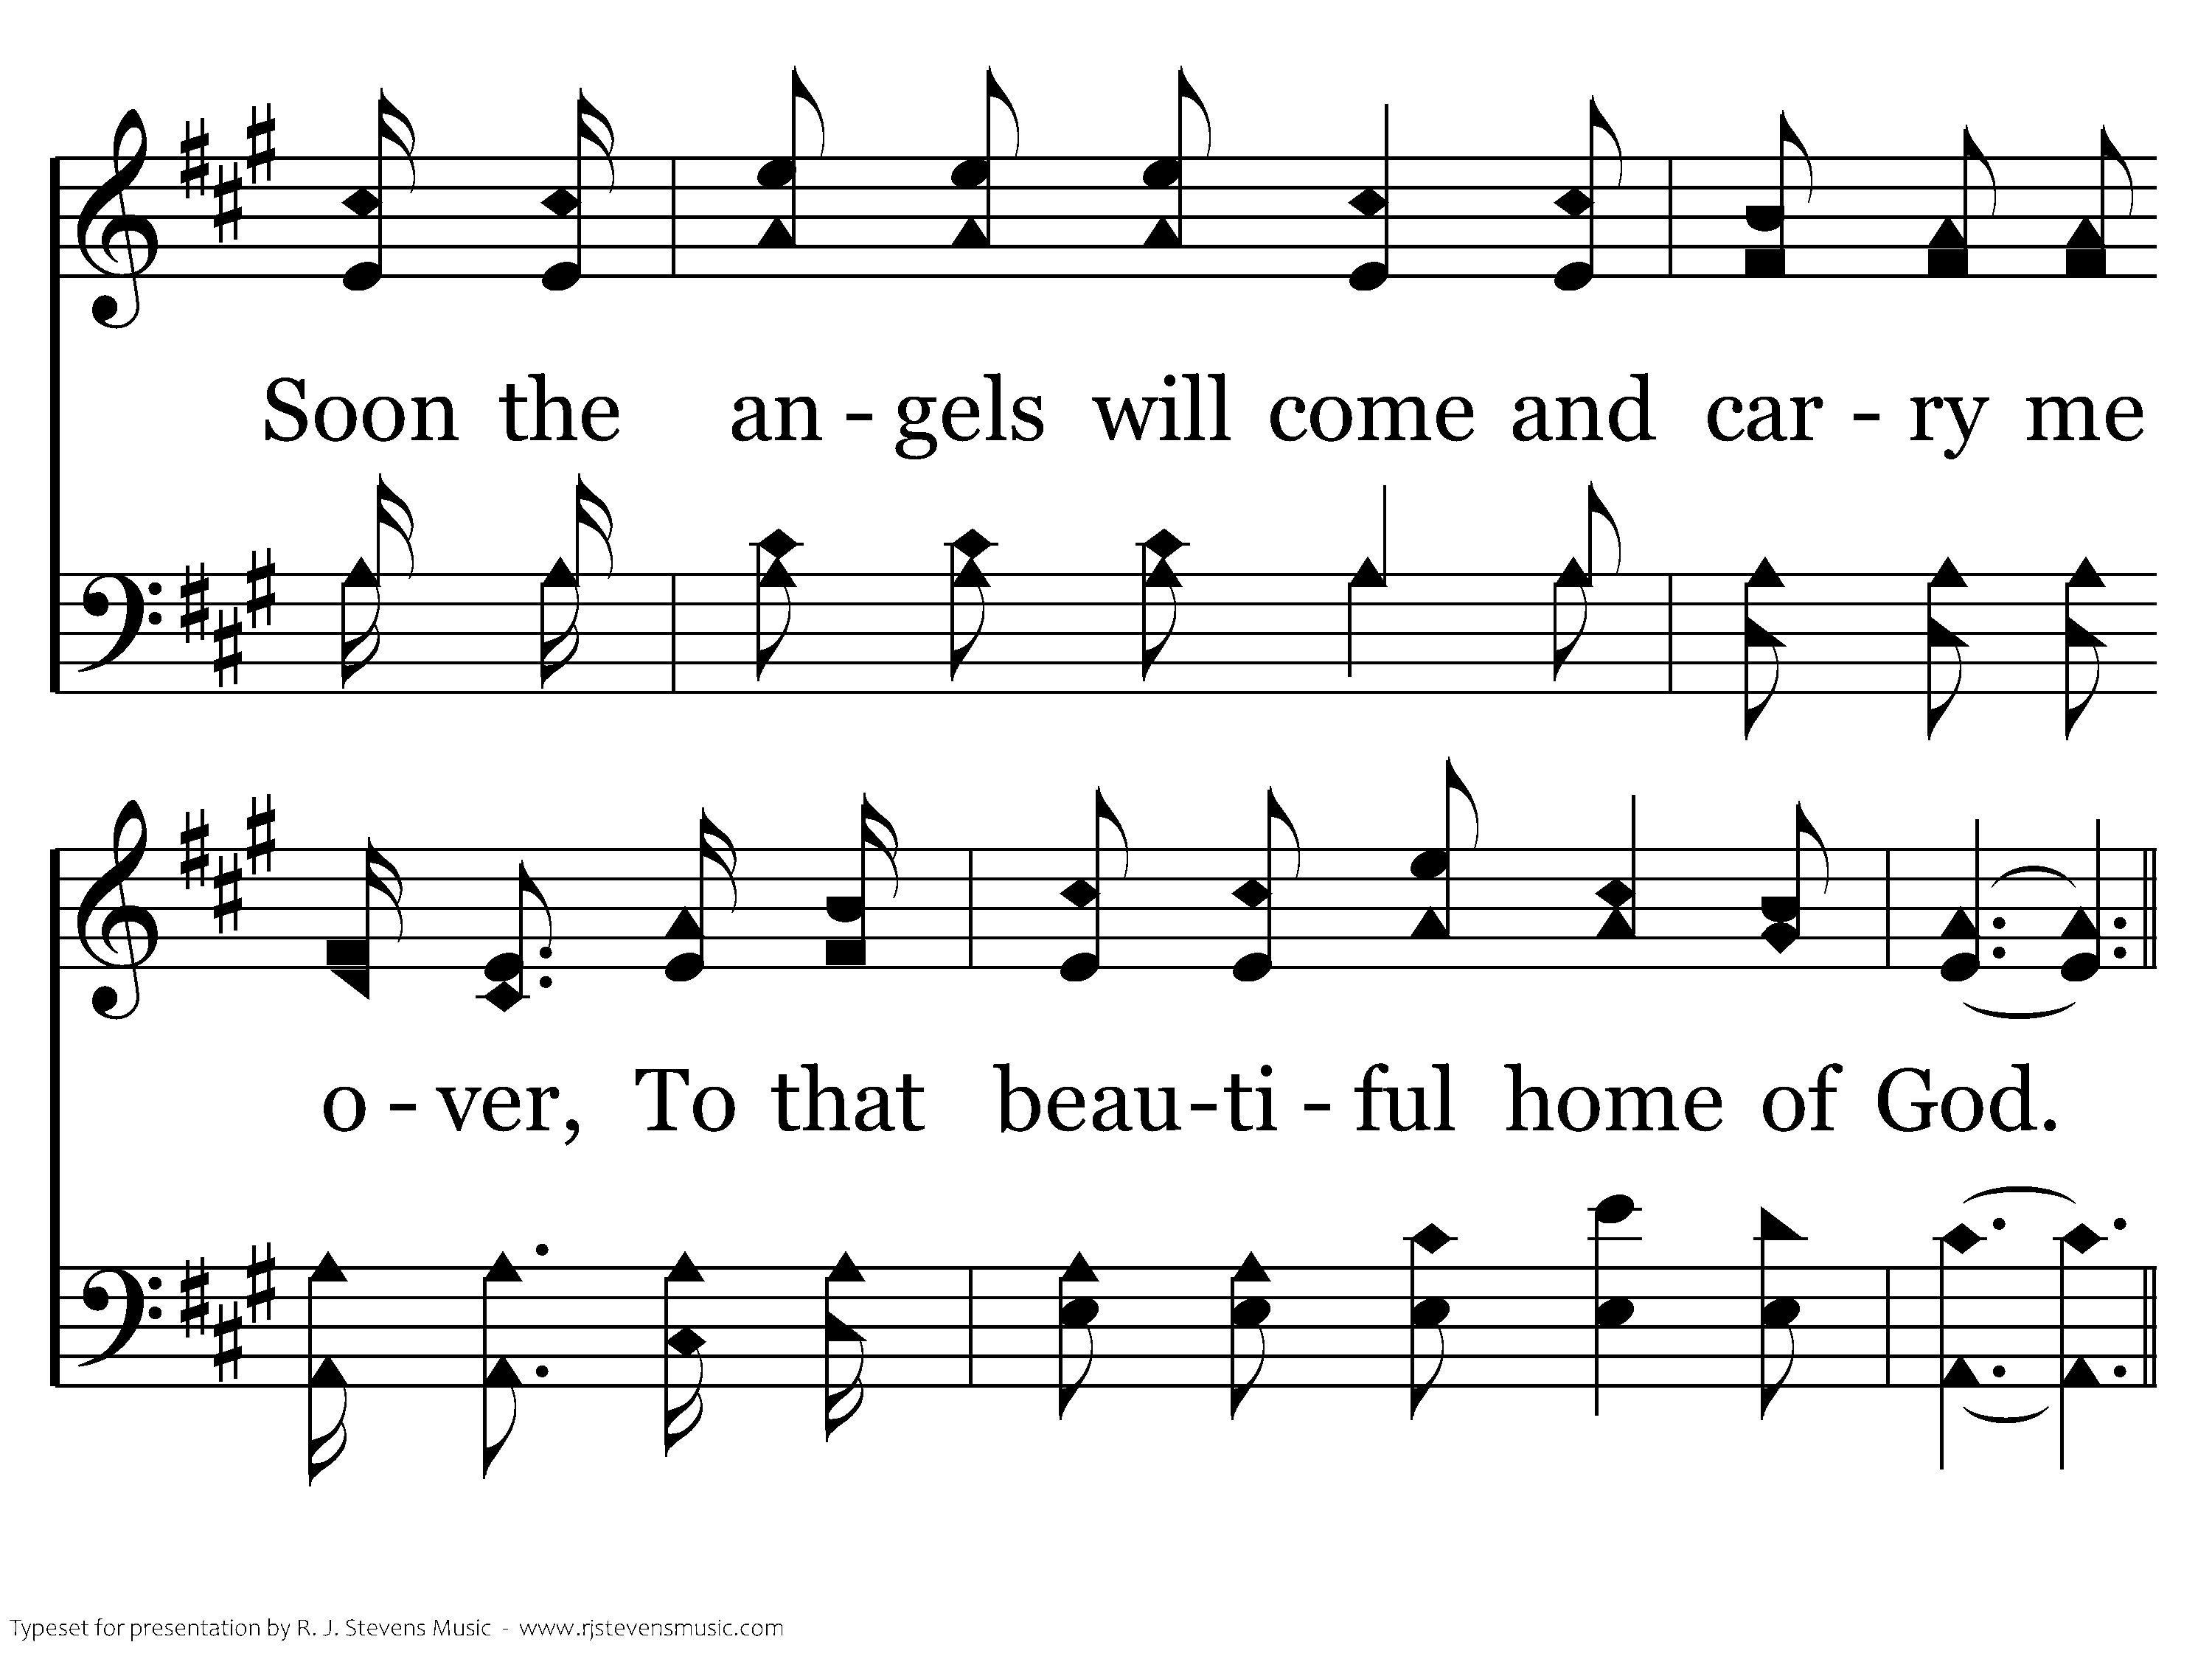 Soon the an - gels will come and car - ry me
o - ver, To that beau-ti - ful home of God.
Typeset for presentation by R. J. Stevens Music - www.rjstevensmusic.com